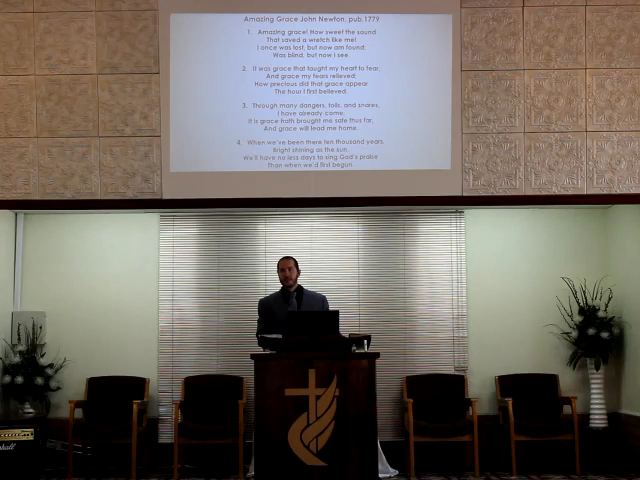 Amazing Grace John Newton, pub.1779
1. Amazing grace! How sweet the sound
That saved a wretch like me!
I once was lost, but now am found;
Was blind, but now I see.
2. 'Twas grace that taught my heart to fear,
And grace my fears relieved;
How precious did that grace appear
The hour I first believed.
3. Through many dangers, toils, and snares,
I have already come;
'Tis grace hath brought me safe thus far,
And grace will lead me home.
4. When we've been there ten thousand years,
Bright shining as the sun,
We'll have no less days to sing God's praise
Than when we'd first begun.